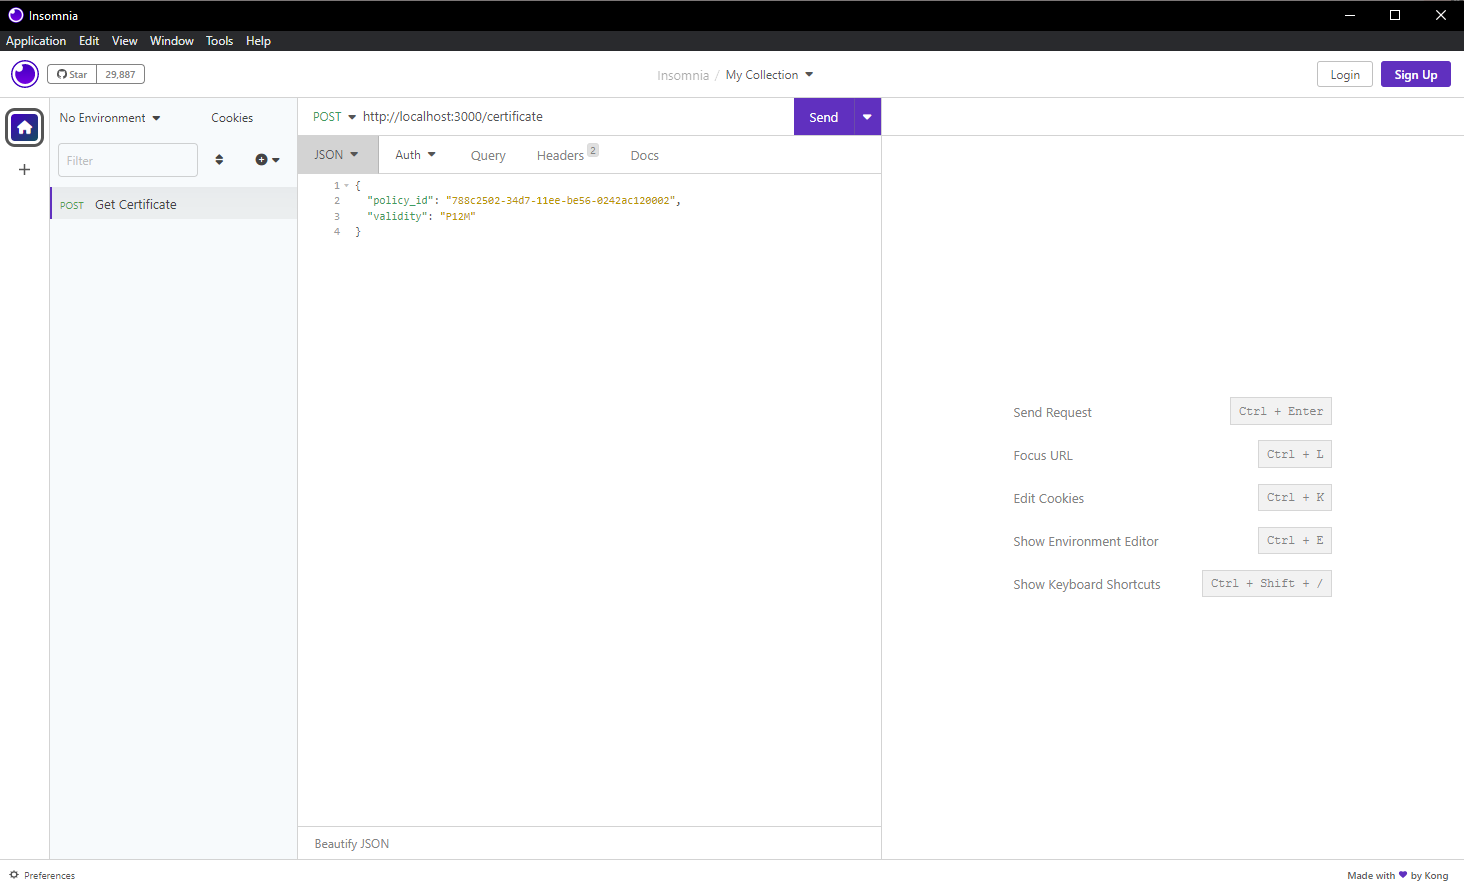 Insomnia
Application Edit View Window Tools Help
Star 29,887
Insomnia / My Collection
Login Sign Up
No Environment Cookies
Filter
POST Get Certificate
POST http://localhost:3000/certificate Send
JSON Auth Query Headers 2 Docs
1 {
2 "policy_id": "788c2502-34d7-11ee-be56-0242ac120002",
3 "validity": "P12M"
4 }
Send Request Ctrl + Enter
Focus URL Ctrl + L
Edit Cookies Ctrl + K
Show Environment Editor Ctrl + E
Show Keyboard Shortcuts Ctrl + Shift + /
Beautify JSON
Preferences
Made with by Kong